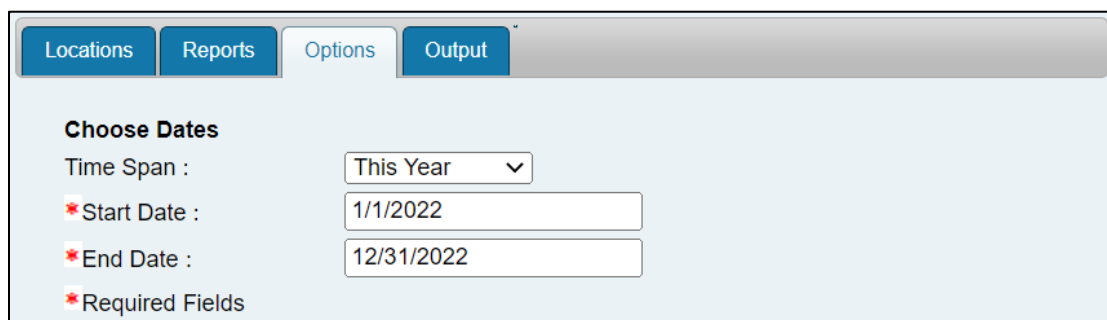 Locations Reports Options Output
Choose Dates
Time Span : This Year
*Start Date : 1/1/2022
*End Date : 12/31/2022
*Required Fields